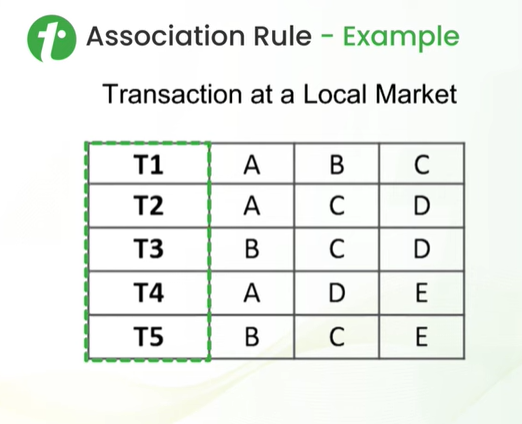 Association Rule - Example
Transaction at a Local Market
T1 A B C
T2 A C D
T3 B C D
T4 A D E
T5 B C E